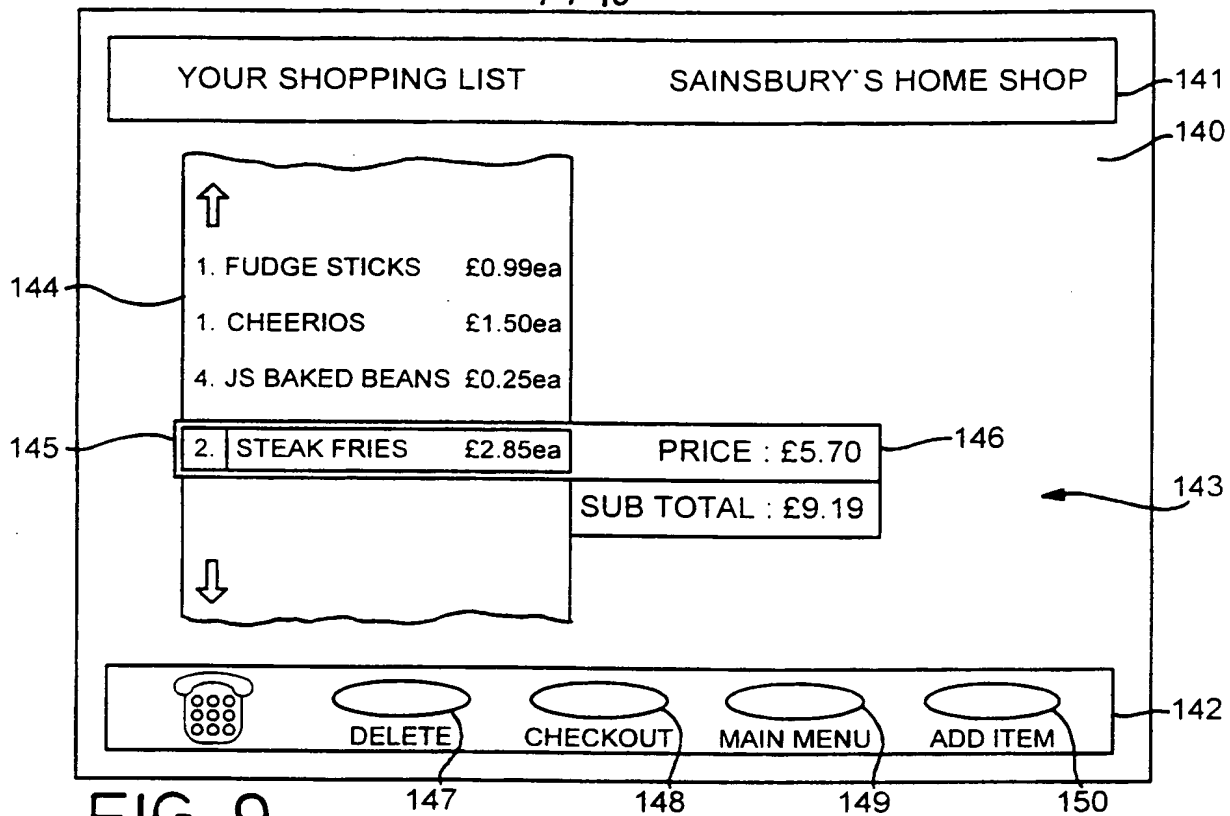 YOUR SHOPPING LIST SAINSBURY`S HOME SHOP
141
140
144
1. FUDGE STICKS £0.99ea
1. CHEERIOS £1.50ea
4. JS BAKED BEANS £0.25ea
145
2. STEAK FRIES £2.85ea PRICE : £5.70
146
143
SUB TOTAL : £9.19
142
DELETE CHECKOUT MAIN MENU ADD ITEM
147 148 149 150
FIG. 9